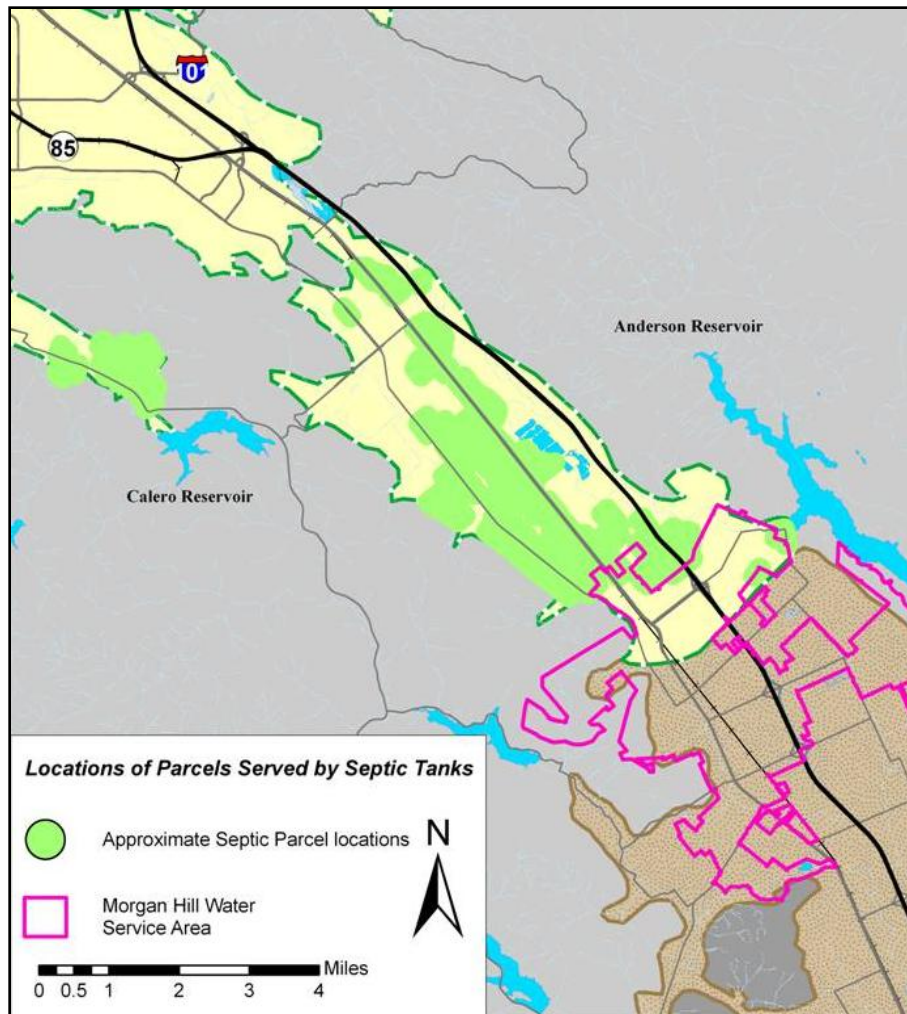 101
85
Anderson Reservoir
Calero Reservoir
Locations of Parcels Served by Septic Tanks
Approximate Septic Parcel locations
N
Morgan Hill Water
Service Area
Miles
0 0.5 1 2 3 4